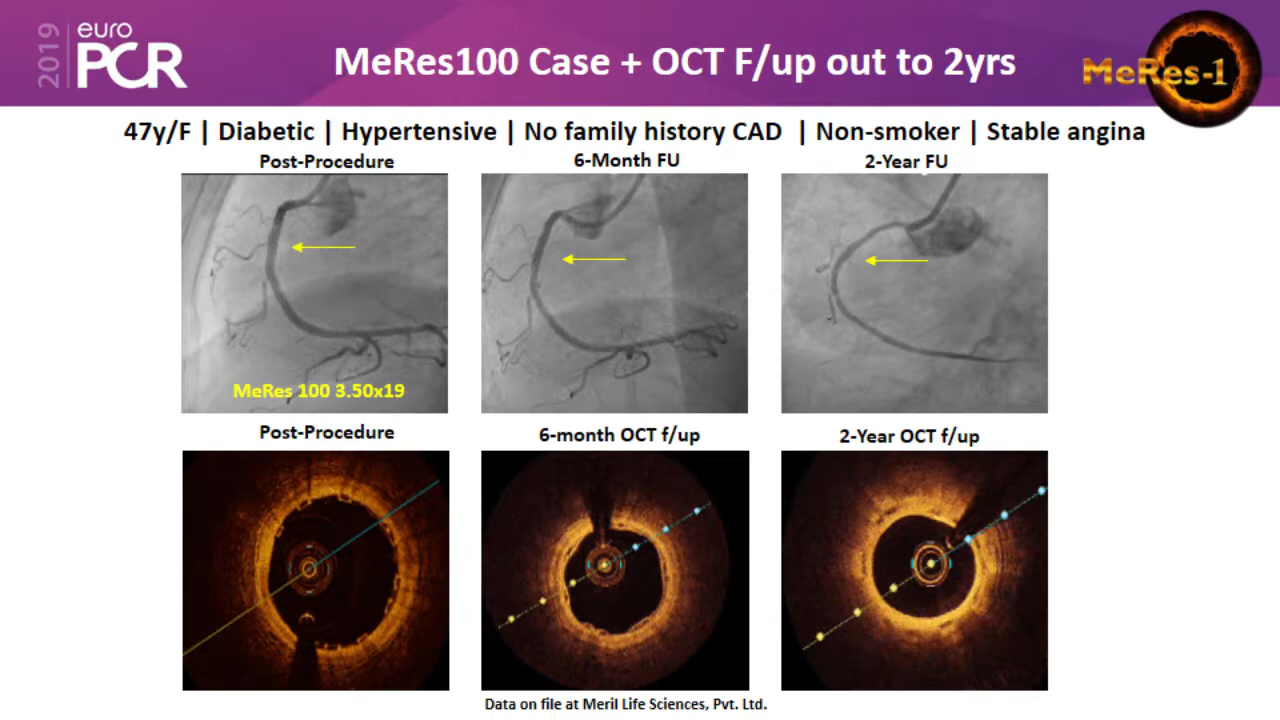 2019
euro
PCR
MeRes100 Case + OCT F/up out to 2yrs
MeRes-1
47y/F | Diabetic | Hypertensive | No family history CAD | Non-smoker | Stable angina
Post-Procedure
6-Month FU
2-Year FU
MeRes 100 3.50x19
Post-Procedure
6-month OCT f/up
2-Year OCT f/up
Data on file at Meril Life Sciences, Pvt. Ltd.